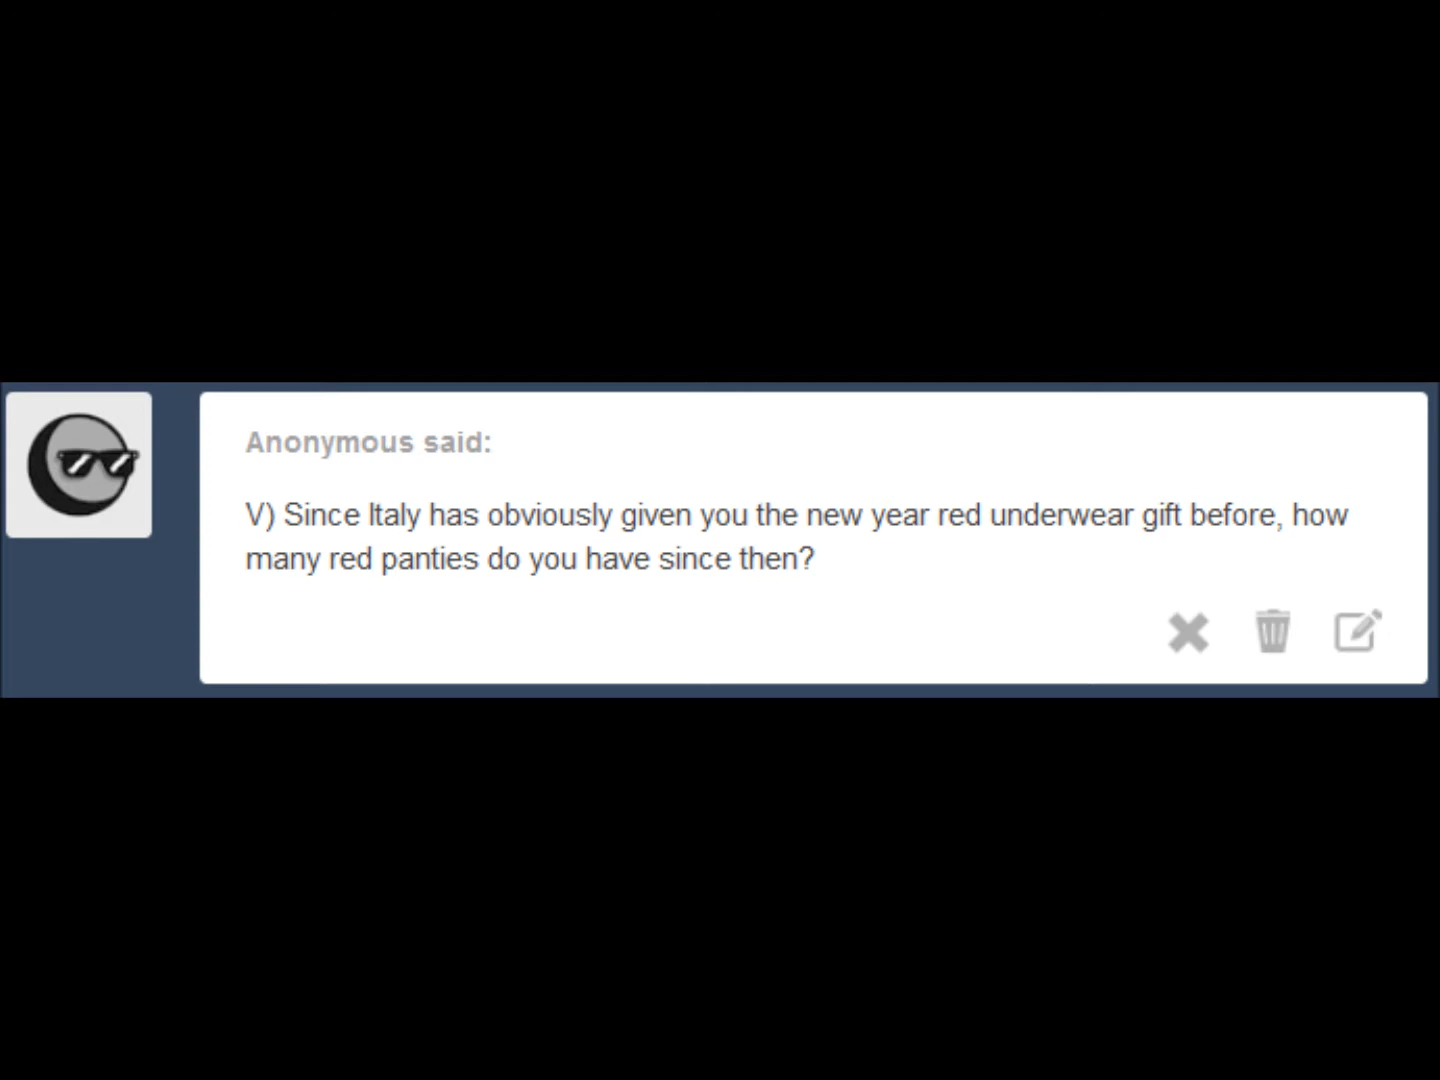 Anonymous said:
V) Since Italy has obviously given you the new year red underwear gift before, how
many red panties do you have since then?